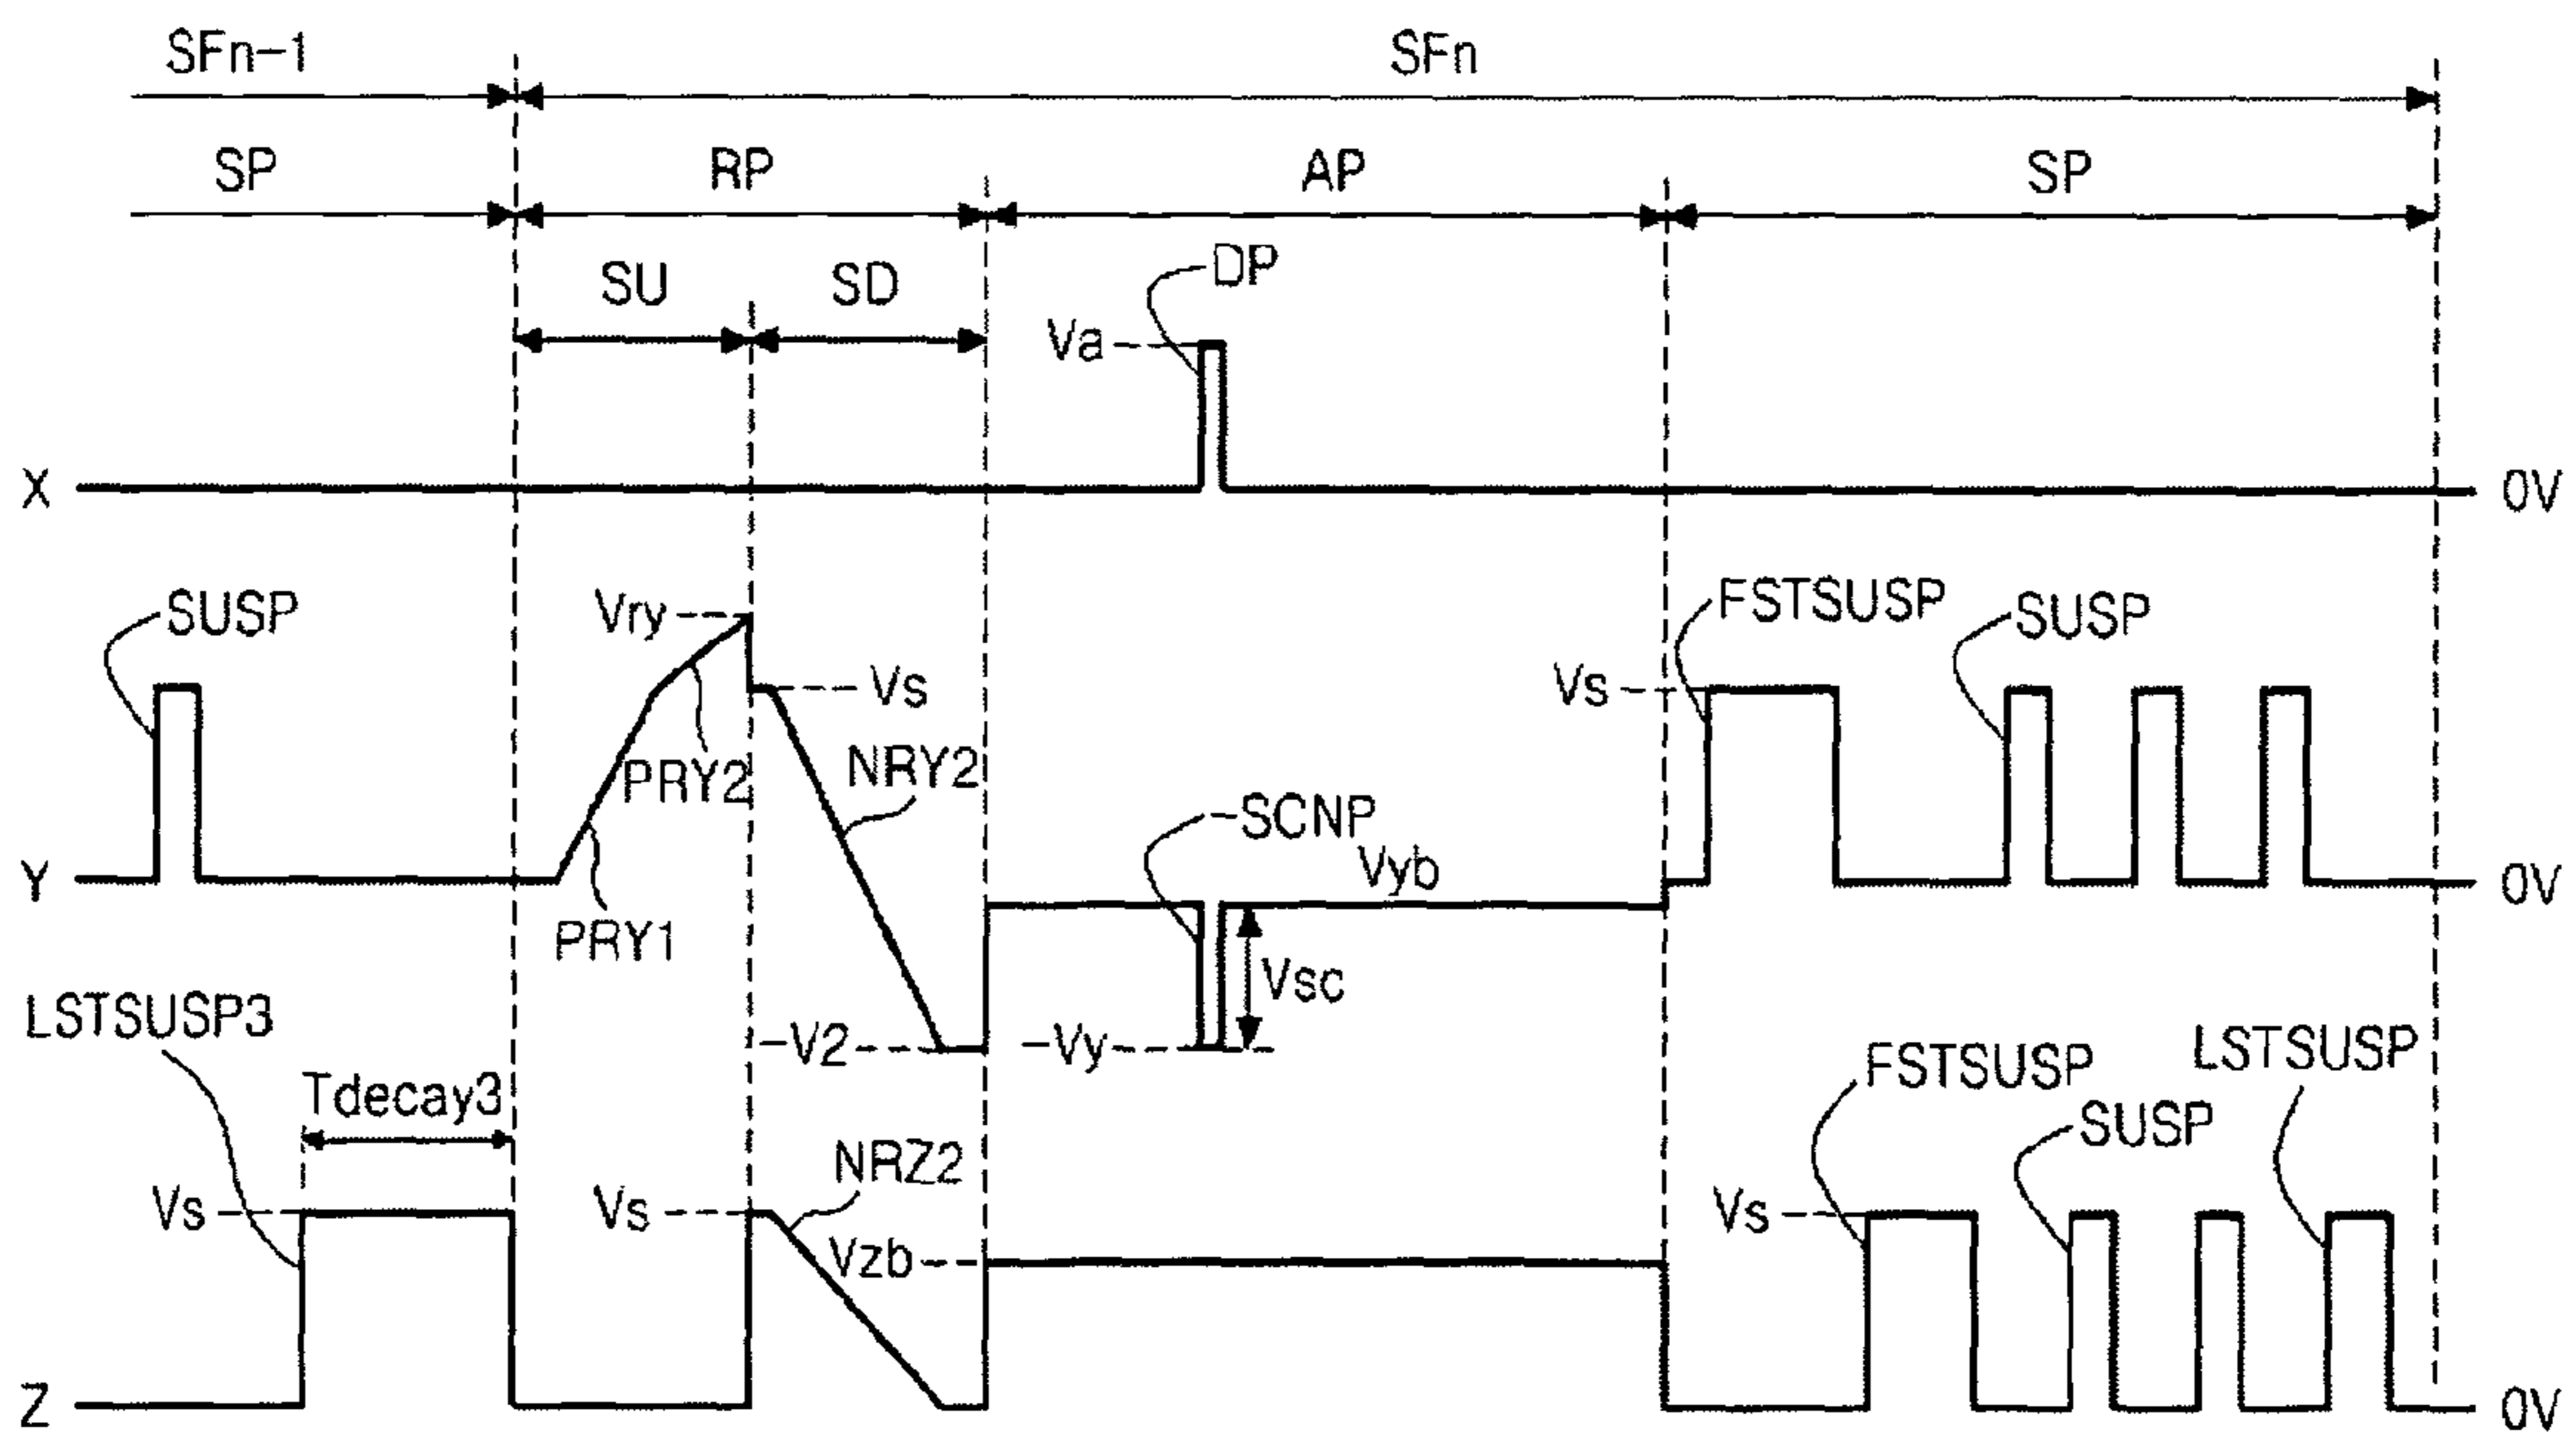 SFn-1
SFn
SP
RP
AP
SP
SU
SD
DP
Va
X
0V
SUSP
Vry
Vs
FSTSUSP
SUSP
Vs
PRY2
NRY2
-SCNP
Vyb
Y
0V
PRY1
Vsc
LSTSUSP3
-V2
-Vy
FSTSUSP
LSTSUSP
Tdecay3
SUSP
NRZ2
Vs
Vs
Vs
Vzb
Z
0V